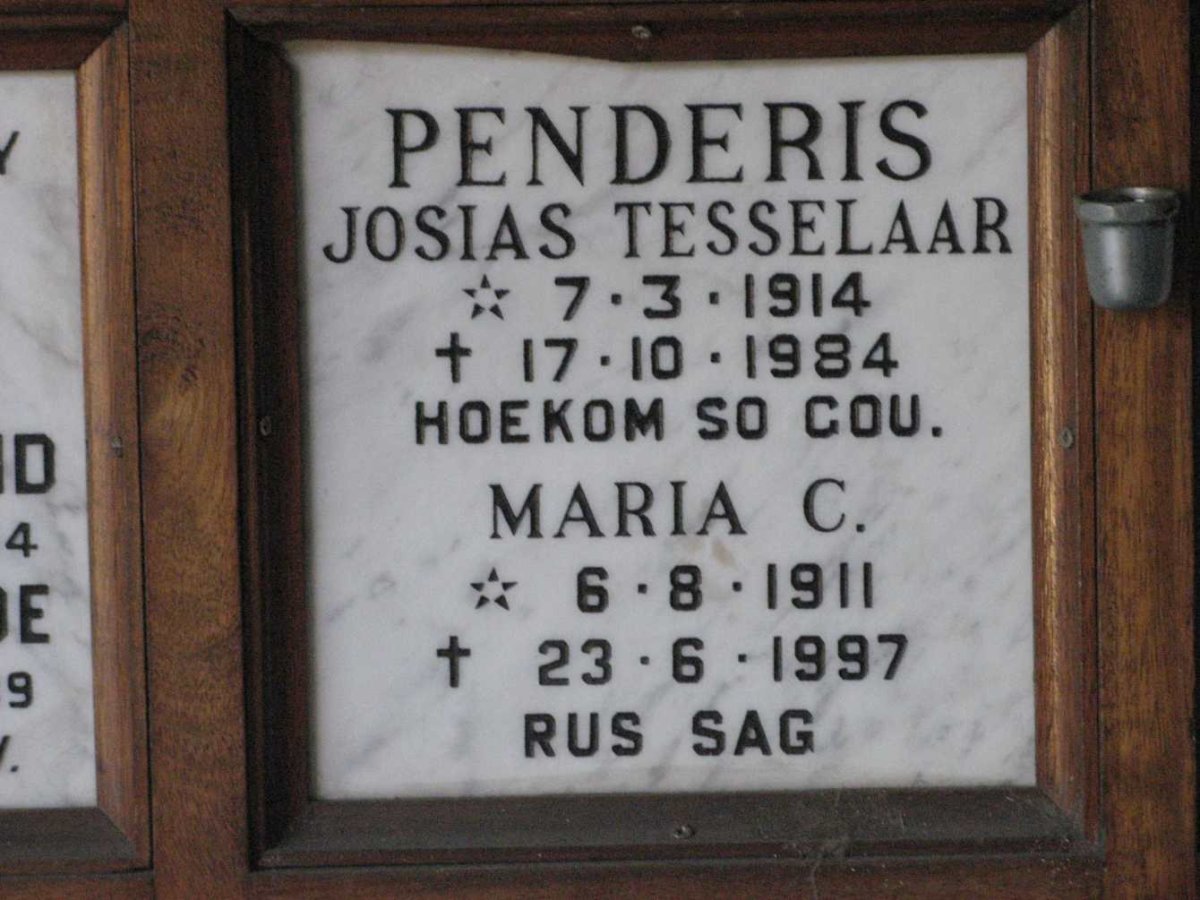 PENDERIS
JOSIAS TESSELAAR
☆ 7·3·1914
✝ 17·10·1984
HOEKOM SO GOU.
MARIA C.
☆ 6·8·1911
✝ 23·6·1997
RUS SAG